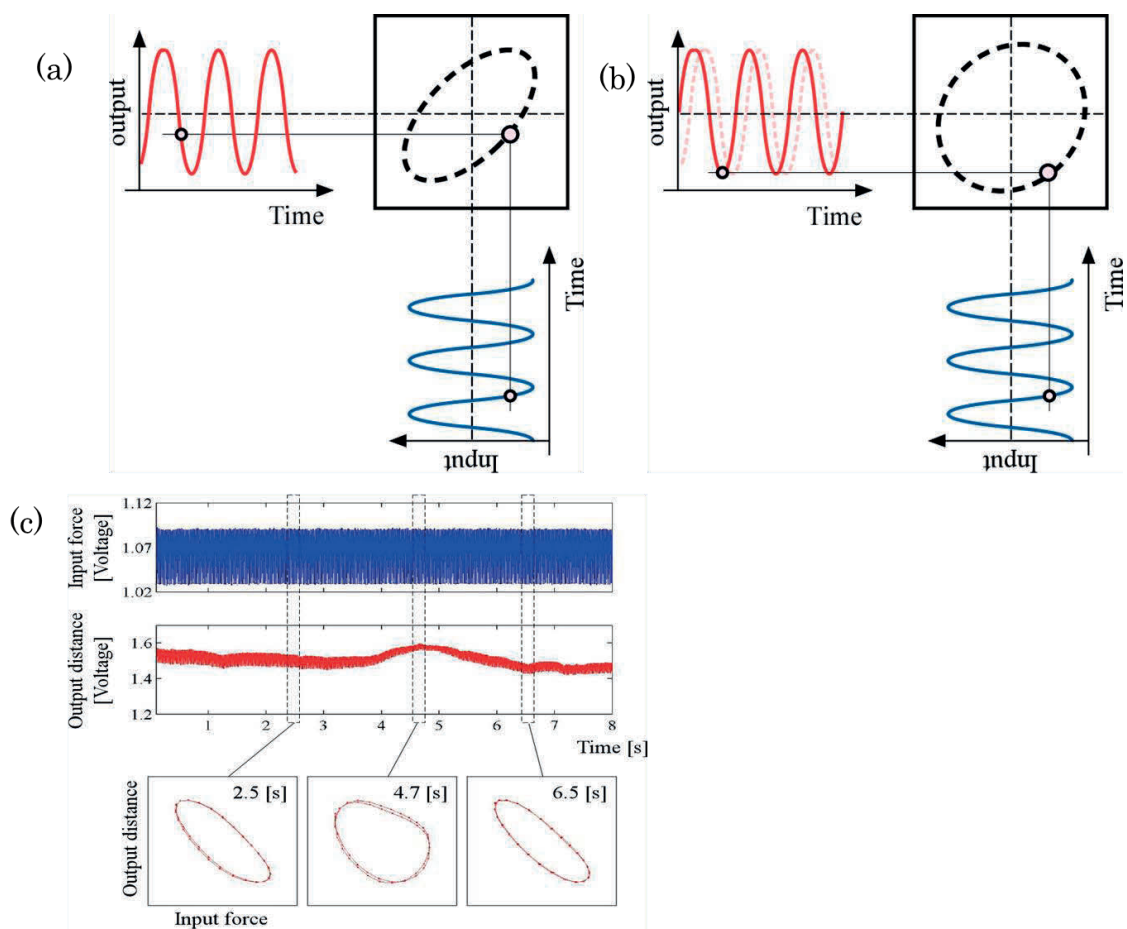 (a)
output
Time
Time
Input
(b)
output
Time
Time
Input
(c)
Input force
[Voltage]
1.12
1.07
1.02
Output distance
[Voltage]
1.6
1.4
1.2
1 2 3 4 5 6 7 8
Time [s]
2.5 [s]
4.7 [s]
6.5 [s]
Output distance
Input force